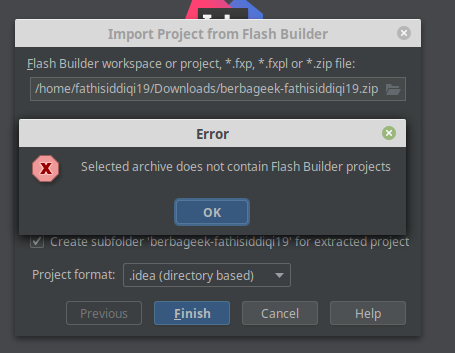 Import Project from Flash Builder
Flash Builder workspace or project, *.fxp, *.fxpl or *.zip file:
/home/fathisiddiqi19/Downloads/berbageek-fathisiddiqi19.zip
Error
Selected archive does not contain Flash Builder projects
OK
Create subfolder 'berbageek-fathisiddiqi19' for extracted project
Project format: .idea (directory based)
Previous Finish Cancel Help